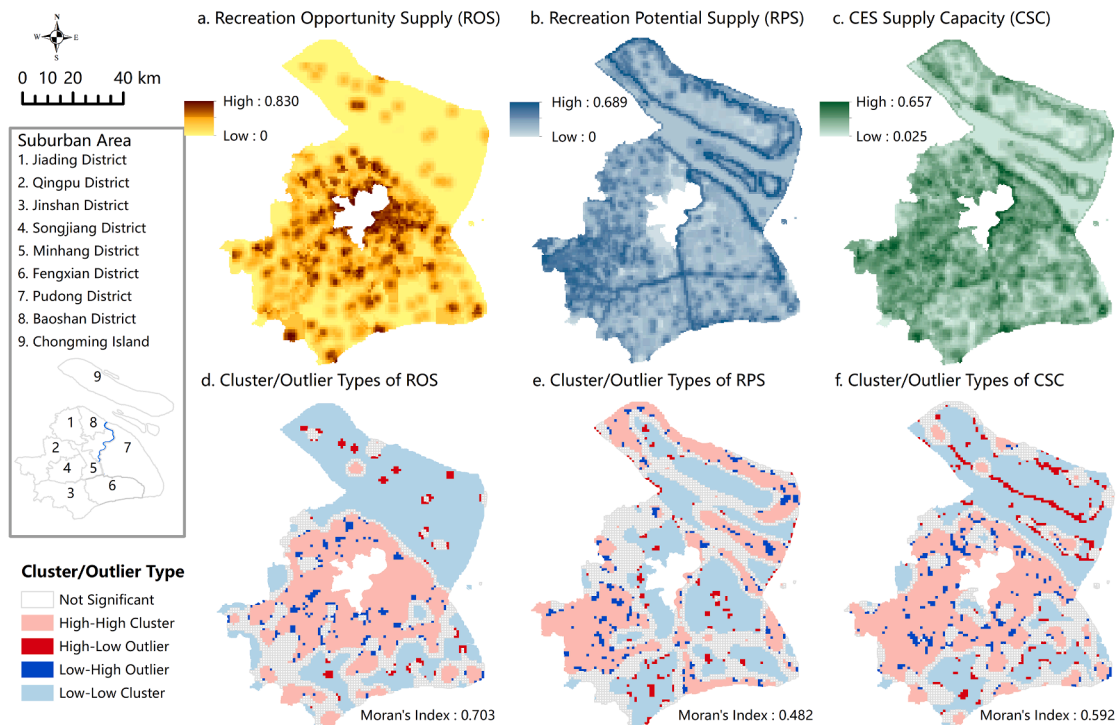 a. Recreation Opportunity Supply (ROS)
b. Recreation Potential Supply (RPS)
c. CES Supply Capacity (CSC)
N
W E
S
0 10 20 40 km
High : 0.830
Low : 0
High : 0.689
Low : 0
High : 0.657
Low : 0.025
Suburban Area
1. Jiading District
2. Qingpu District
3. Jinshan District
4. Songjiang District
5. Minhang District
6. Fengxian District
7. Pudong District
8. Baoshan District
9. Chongming Island
9
1 8
2 7
4 5
3 6
d. Cluster/Outlier Types of ROS
e. Cluster/Outlier Types of RPS
f. Cluster/Outlier Types of CSC
Cluster/Outlier Type
Not Significant
High-High Cluster
High-Low Outlier
Low-High Outlier
Low-Low Cluster
Moran's Index : 0.703
Moran's Index : 0.482
Moran's Index : 0.592